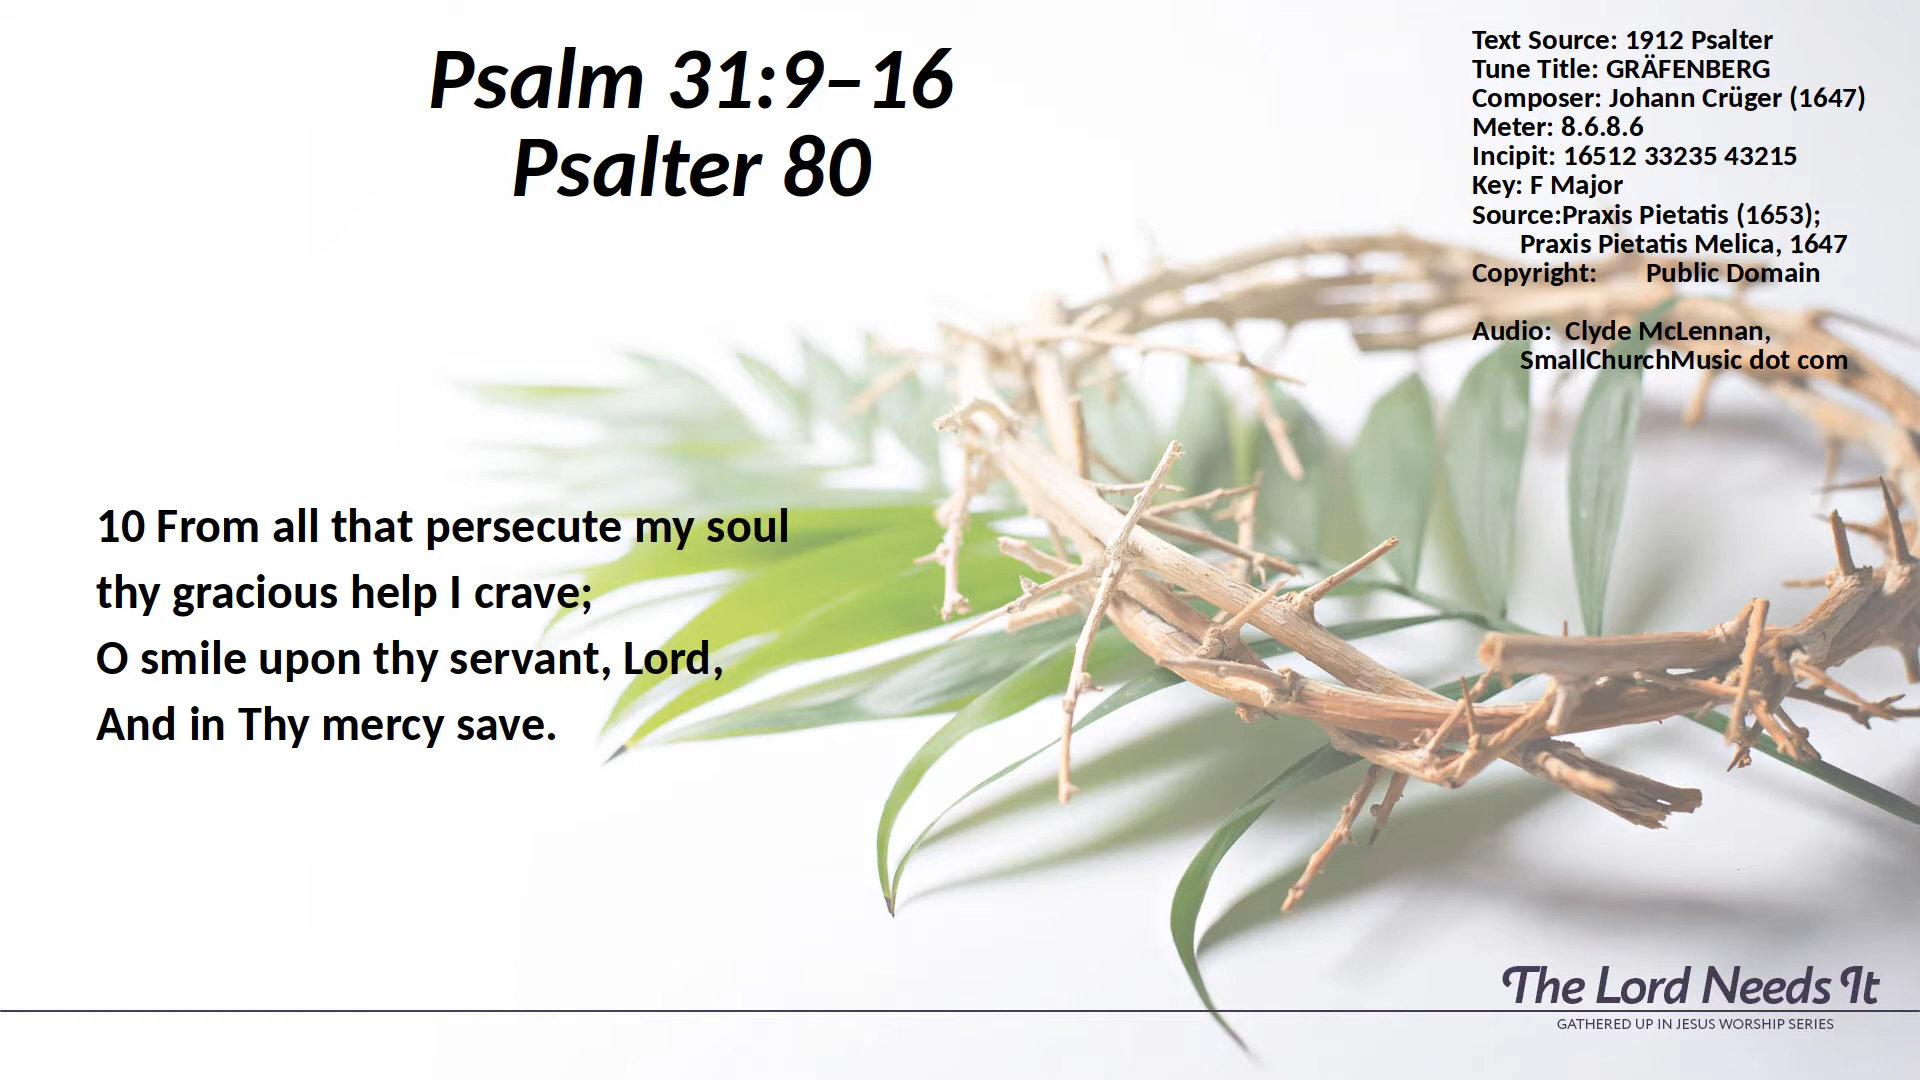 Psalm 31:9–16
Psalter 80
Text Source: 1912 Psalter
Tune Title: GRÄFENBERG
Composer: Johann Crüger (1647)
Meter: 8.6.8.6
Incipit: 16512 33235 43215
Key: F Major
Source:Praxis Pietatis (1653);
Praxis Pietatis Melica, 1647
Copyright: Public Domain
Audio: Clyde McLennan,
SmallChurchMusic dot com
10 From all that persecute my soul
thy gracious help I crave;
O smile upon thy servant, Lord,
And in Thy mercy save.
The Lord Needs It
GATHERED UP IN JESUS WORSHIP SERIES